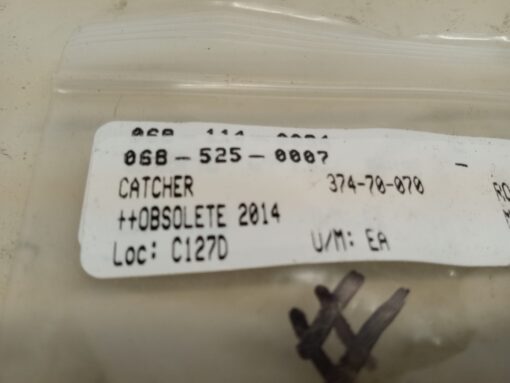 068-525-0007 -
CATCHER 374-70-070
++OBSOLETE 2014
Loc: C127D U/M: EA